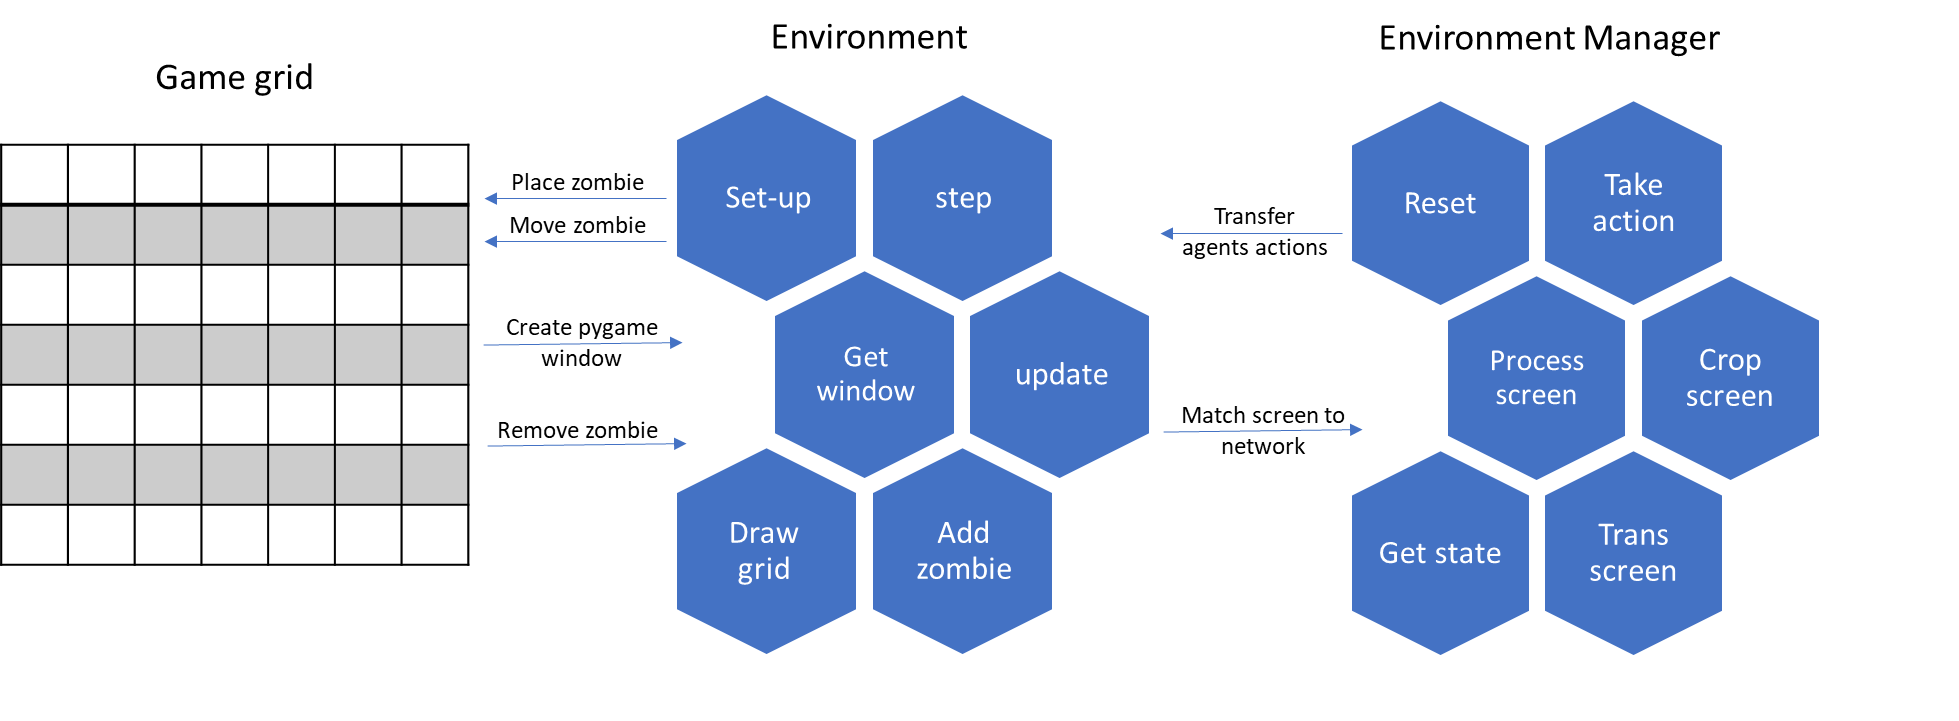 Game grid
Environment
Environment Manager
Place zombie
Move zombie
Create pygame
window
Remove zombie
Set-up
step
Get
window
update
Draw
grid
Add
zombie
Transfer
agents actions
Match screen to
network
Reset
Take
action
Process
screen
Crop
screen
Get state
Trans
screen